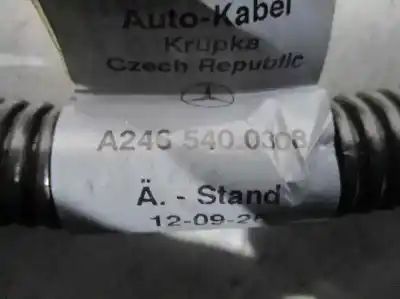 Auto-Kabel
Krupka
Czech Republic
A246 540 0308
Ä. - Stand